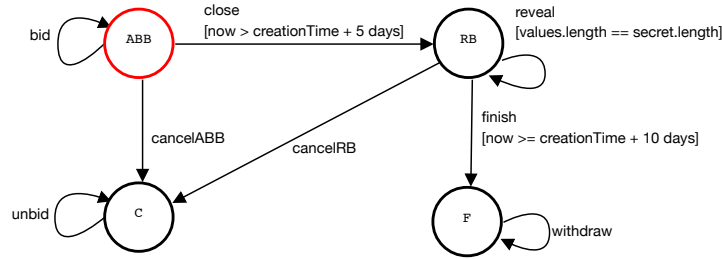 close
[now > creationTime + 5 days]
reveal
[values.length == secret.length]
bid
ABB
RB
finish
[now >= creationTime + 10 days]
cancelABB
cancelRB
unbid
C
F
withdraw